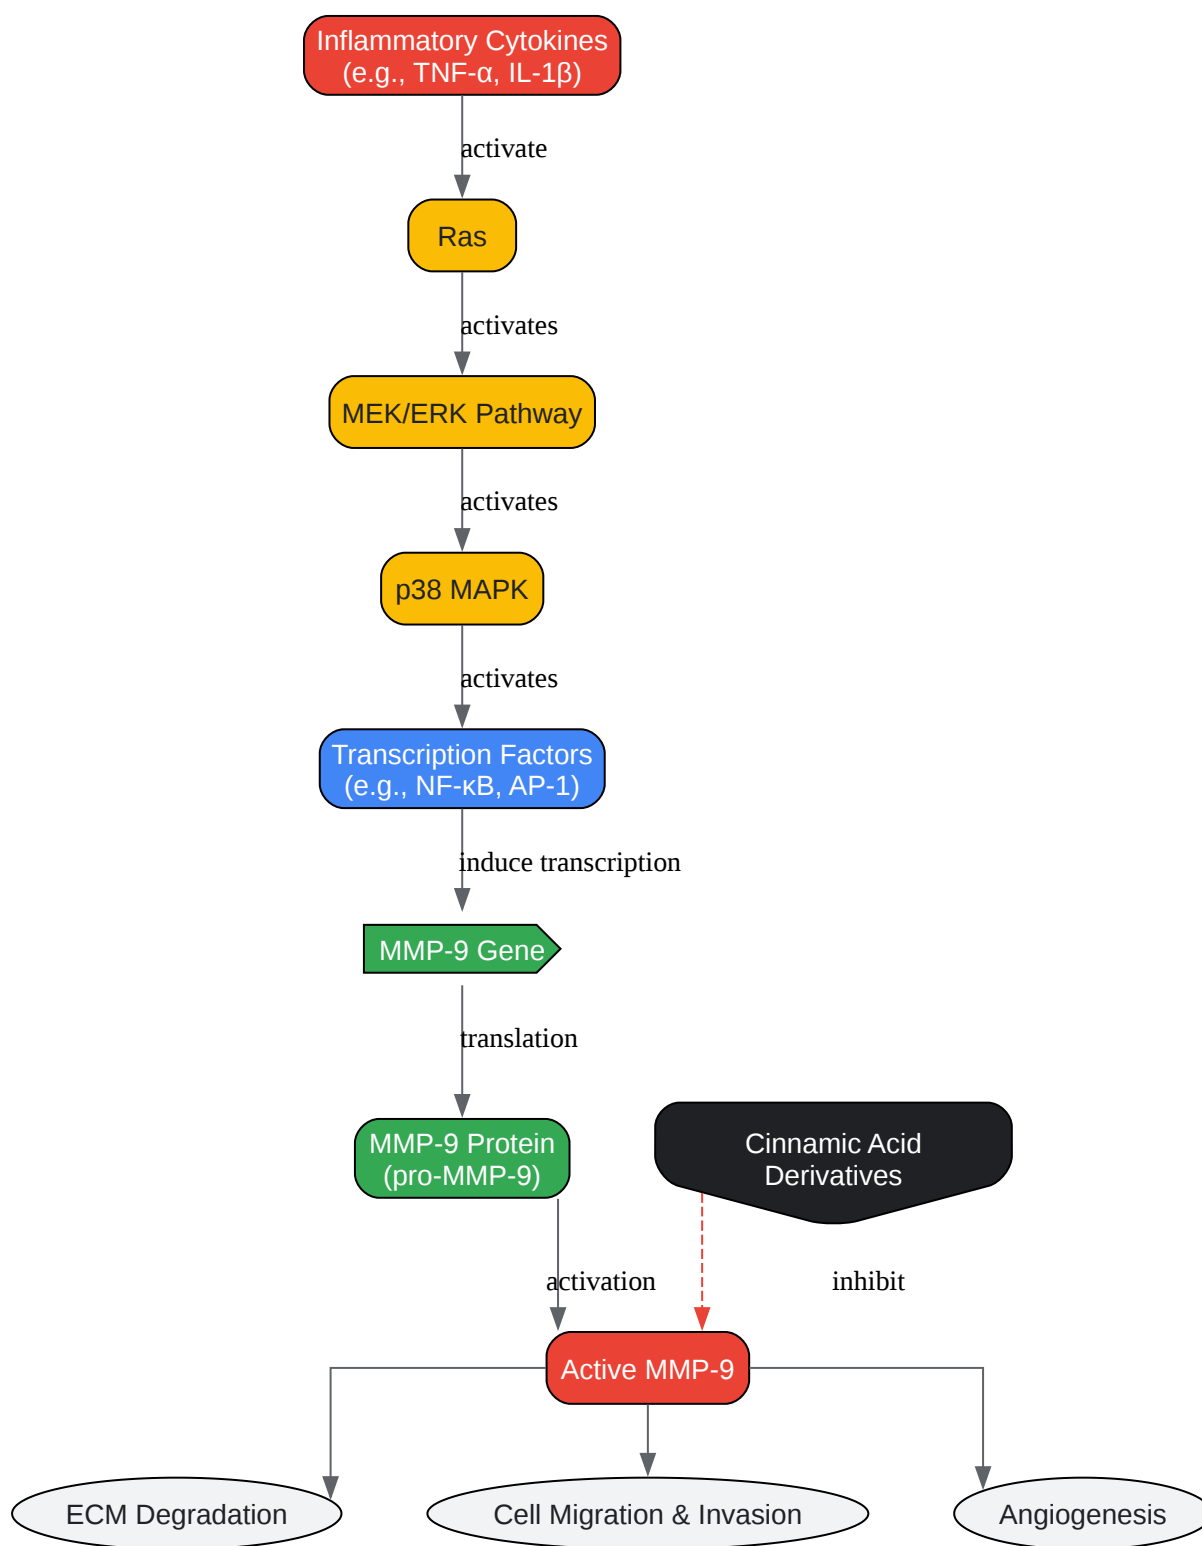 Inflammatory Cytokines
(e.g., TNF-α, IL-1β)
activate
Ras
activates
MEK/ERK Pathway
activates
p38 MAPK
activates
Transcription Factors
(e.g., NF-κB, AP-1)
induce transcription
MMP-9 Gene
translation
MMP-9 Protein
(pro-MMP-9)
Cinnamic Acid
Derivatives
activation
inhibit
Active MMP-9
ECM Degradation
Cell Migration & Invasion
Angiogenesis